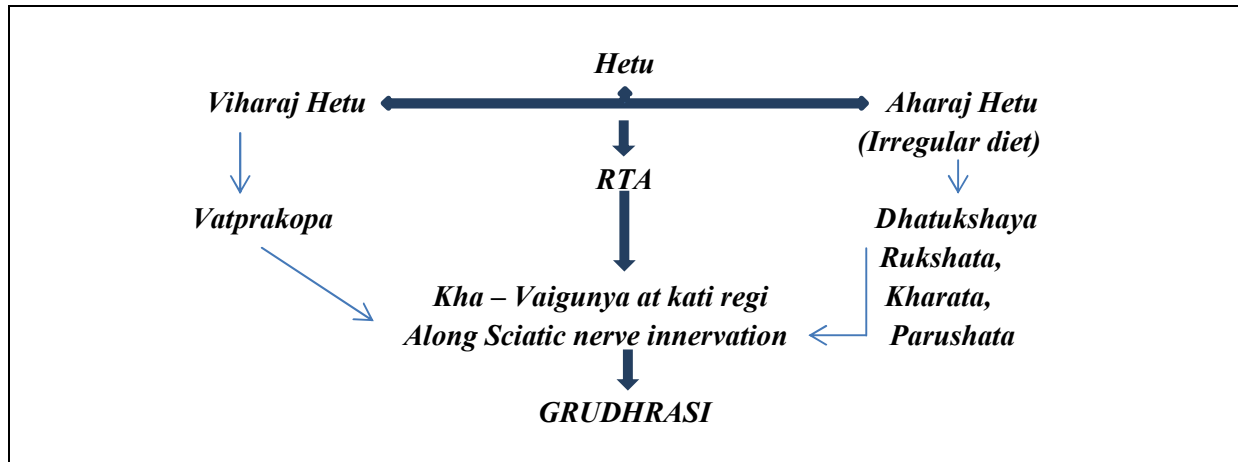 Hetu
Viharaj Hetu
Aharaj Hetu
(Irregular diet)
RTA
Vatprakopa
Dhatukshaya
Rukshata,
Kharata,
Parushata
Kha – Vaigunya at kati regi
Along Sciatic nerve innervation
GRUDHRASI